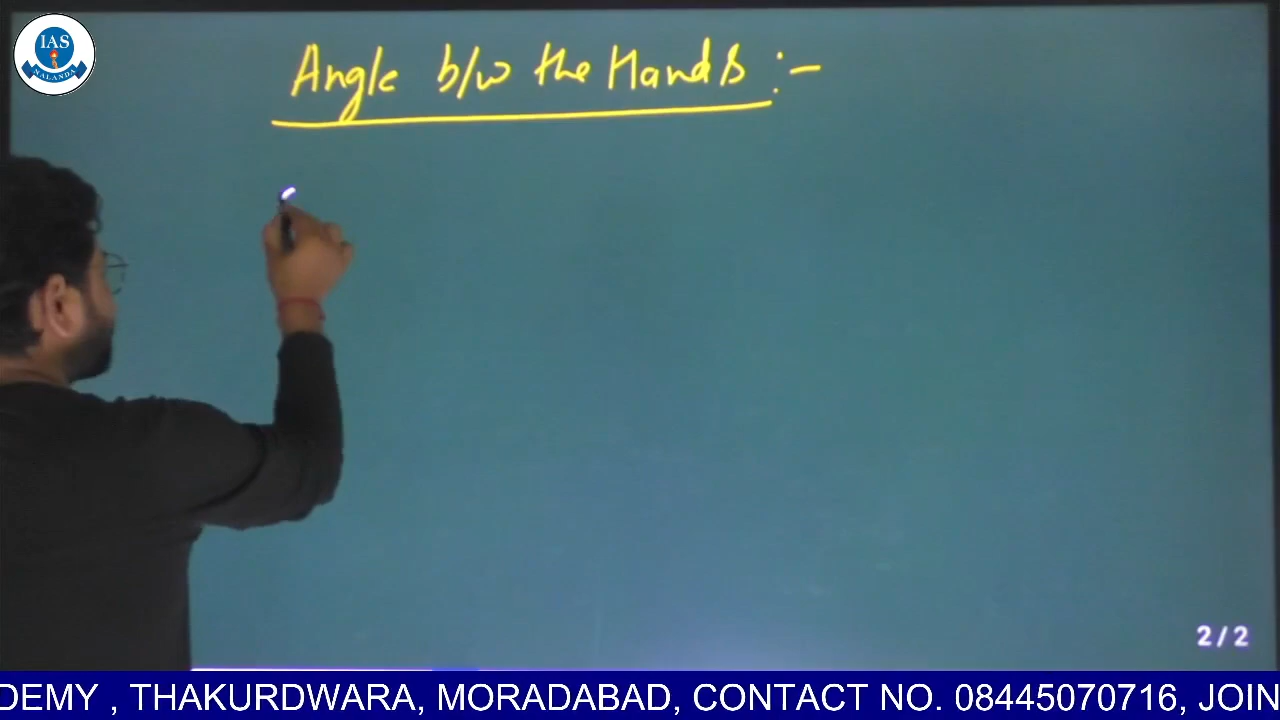 IAS
NALANDA
Angle b/w the Hands :-
2/2
DEMY , THAKURDWARA, MORADABAD, CONTACT NO. 08445070716, JOIN